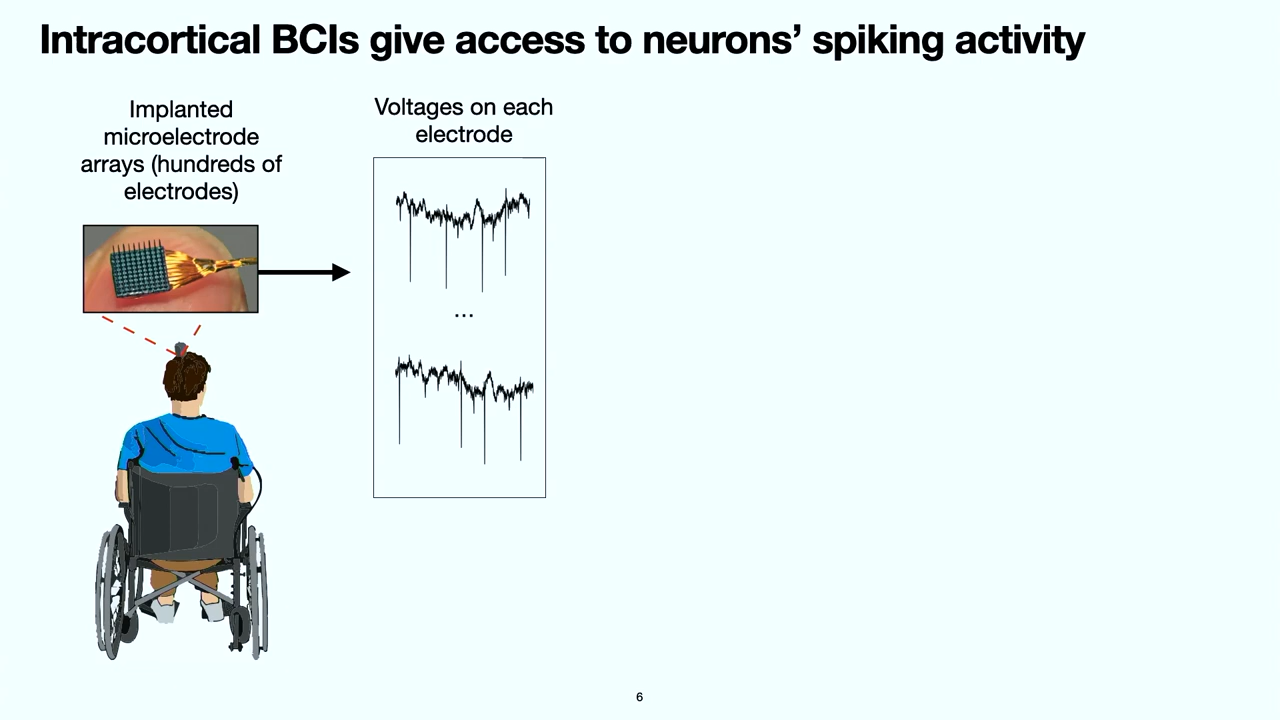 Intracortical BCIs give access to neurons’ spiking activity
Implanted
microelectrode
arrays (hundreds of
electrodes)
Voltages on each
electrode
...
6